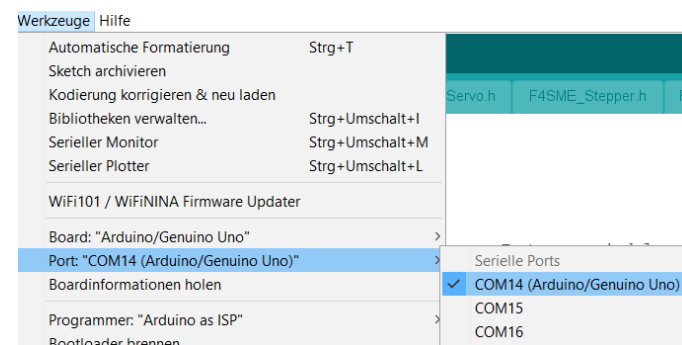 Werkzeuge Hilfe
Automatische Formatierung Strg+T
Sketch archivieren
Kodierung korrigieren & neu laden
Servo.h F4SME_Stepper.h
Bibliotheken verwalten... Strg+Umschalt+I
Serieller Monitor Strg+Umschalt+M
Serieller Plotter Strg+Umschalt+L
WiFi101 / WiFiNINA Firmware Updater
Board: "Arduino/Genuino Uno"
Port: "COM14 (Arduino/Genuino Uno)"
Serielle Ports
Boardinformationen holen
COM14 (Arduino/Genuino Uno)
COM15
Programmer: "Arduino as ISP"
COM16
Bootloader brennen